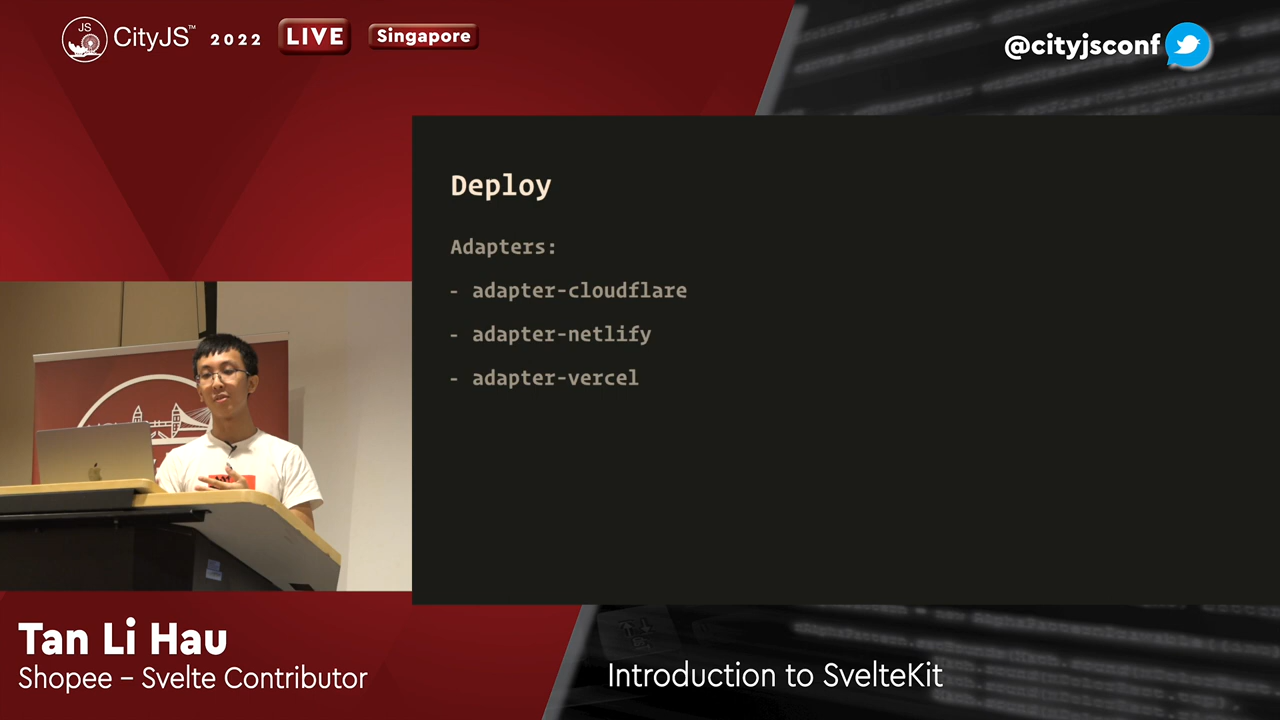 JS
CityJS™ 2022 LIVE Singapore
@cityjsconf
Deploy
Adapters:
- adapter-cloudflare
- adapter-netlify
- adapter-vercel
Tan Li Hau
Shopee – Svelte Contributor
Introduction to SvelteKit